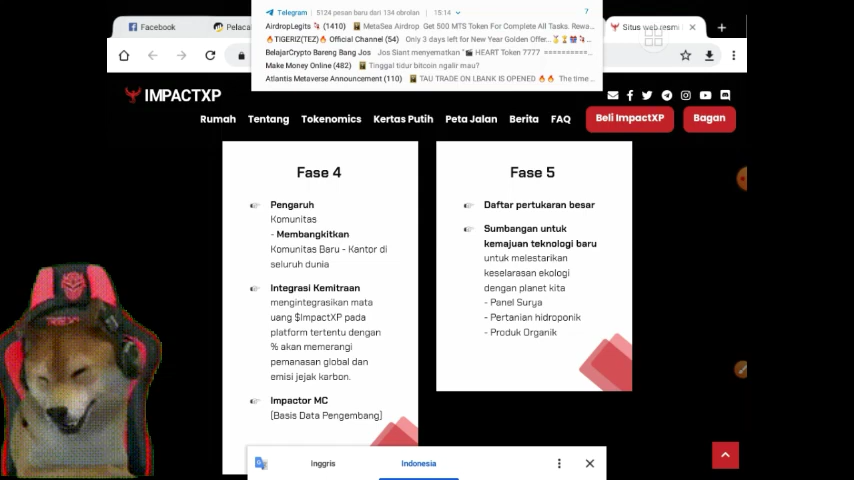 Facebook
Pelaca
Telegram | 5124 pesan baru dari 134 obrolan | 15:14
7
AirdropLegits (1410) MetaSea Airdrop Get 500 MTS Token For Complete All Tasks. Rewa...
TIGERIZ(TEZ) Official Channel (54) Only 3 days left for New Year Golden Offer...
BelajarCrypto Bareng Bang Jos Jos Siant menyematkan " HEART Token 7777 ==========...
Make Money Online (482) Tinggal tidur bitcoin ngalir mau?
Atlantis Metaverse Announcement (110) TAU TRADE ON LBANK IS OPENED The time...
Situs web resmi
IMPACTXP
Rumah Tentang Tokenomics Kertas Putih Peta Jalan Berita FAQ
Beli ImpactXP
Bagan
Fase 4
Pengaruh
Komunitas
- Membangkitkan
Komunitas Baru - Kantor di
seluruh dunia
Integrasi Kemitraan
mengintegrasikan mata
uang $ImpactXP pada
platform tertentu dengan
% akan memerangi
pemanasan global dan
emisi jejak karbon.
Impactor MC
[Basis Data Pengembang]
Fase 5
Daftar pertukaran besar
Sumbangan untuk
kemajuan teknologi baru
untuk melestarikan
keselarasan ekologi
dengan planet kita
- Panel Surya
- Pertanian hidroponik
- Produk Organik
Inggris
Indonesia